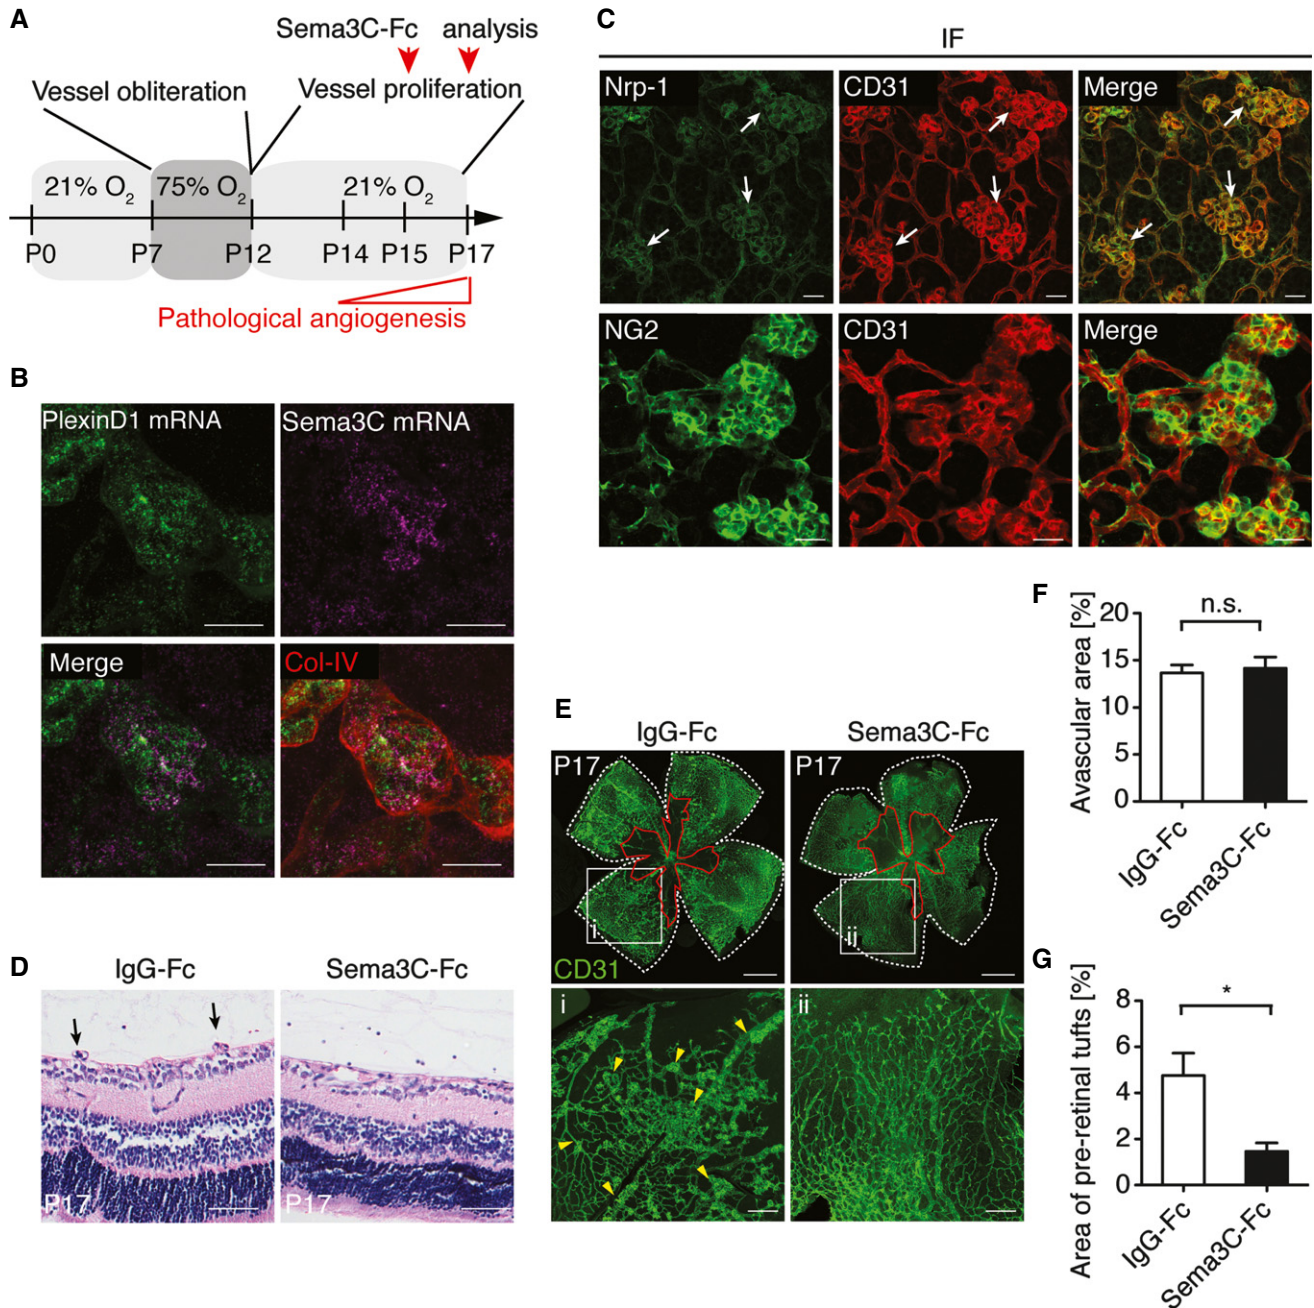 A
Sema3C-Fc analysis
Vessel obliteration
Vessel proliferation
21% O2 75% O2 21% O2
P0 P7 P12 P14 P15 P17
Pathological angiogenesis
B
PlexinD1 mRNA Sema3C mRNA
Merge Col-IV
C
IF
Nrp-1 CD31 Merge
NG2 CD31 Merge
D
IgG-Fc Sema3C-Fc
P17 P17
E
IgG-Fc Sema3C-Fc
P17 P17
i ii
CD31
i ii
F
Avascular area [%]
20
15
10
5
0
n.s.
IgG-Fc
Sema3C-Fc
G
Area of pre-retinal tufts [%]
8
6
4
2
0
*
IgG-Fc
Sema3C-Fc